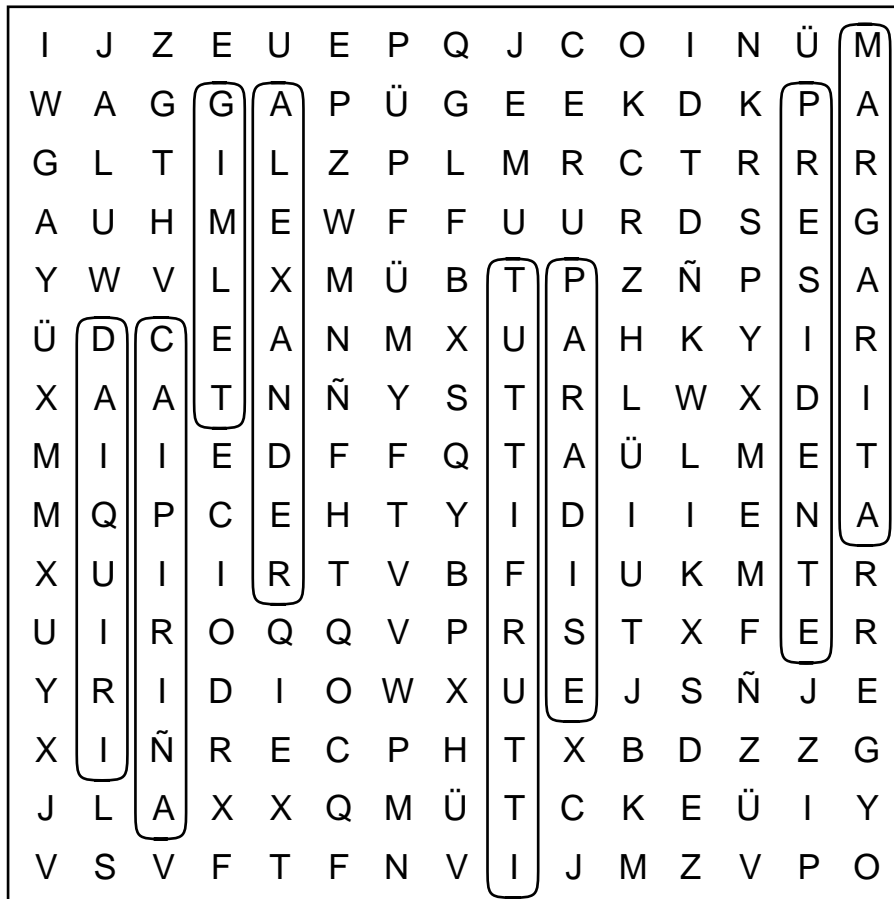 I J Z E U E P Q J C O I N Ü M
W A G G A P Ü G E E K D K P A
G L T I L Z P L M R C T R R R
A U H M E W F F U U R D S E G
Y W V L X M Ü B T P Z Ñ P S A
Ü D C E A N M X U A H K Y I R
X A A T N Ñ Y S T R L W X D I
M I I E D F F Q T A Ü L M E T
M Q P C E H T Y I D I I E N A
X U I I R T V B F I U K M T R
U I R O Q Q V P R S T X F E R
Y R I D I O W X U E J S Ñ J E
X I Ñ R E C P H T X B D Z Z G
J L A X X Q M Ü T C K E Ü I Y
V S V F T F N V I J M Z V P O